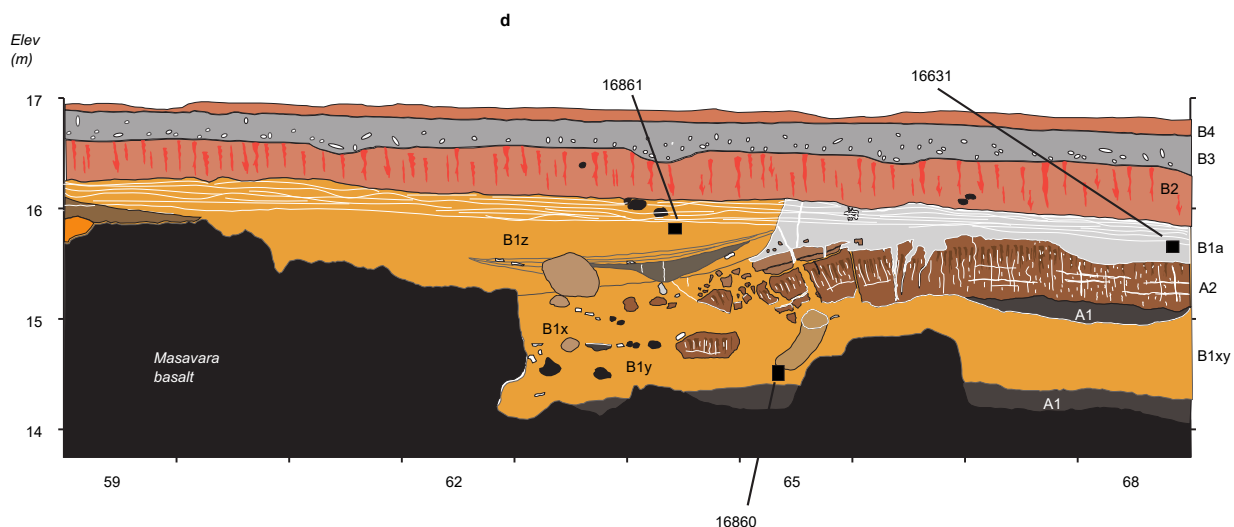 d
Elev
(m)
16861
16631
17
B4
B3
B2
16
B1z
B1a
A2
15
A1
B1x
B1xy
Masavara
basalt
B1y
A1
14
59
62
65
68
16860